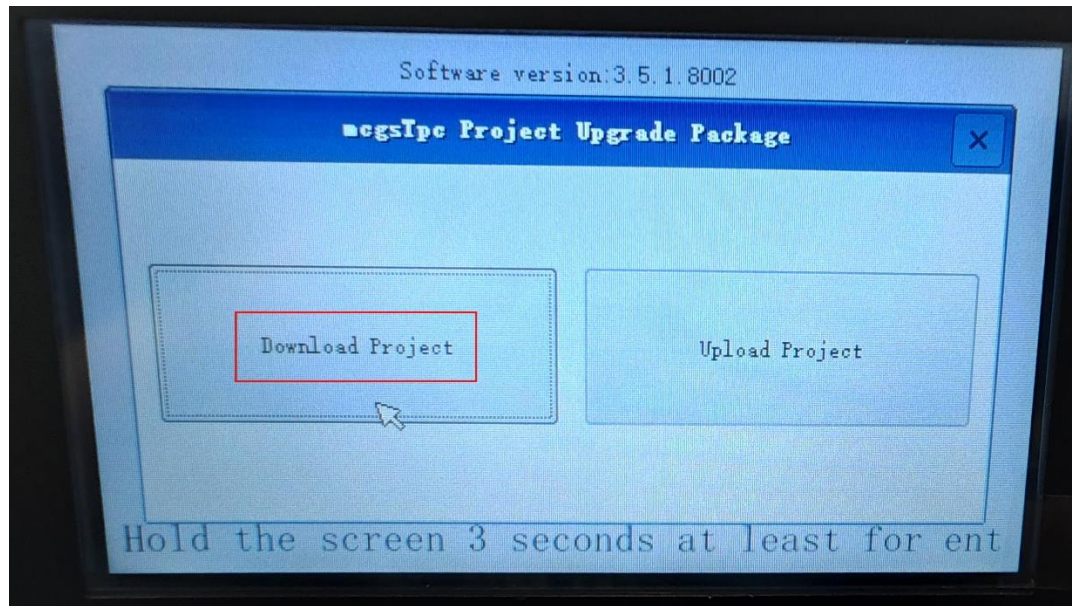 Software version:3.5.1.8002
mcgsTpc Project Upgrade Package
Download Project
Upload Project
Hold the screen 3 seconds at least for ent